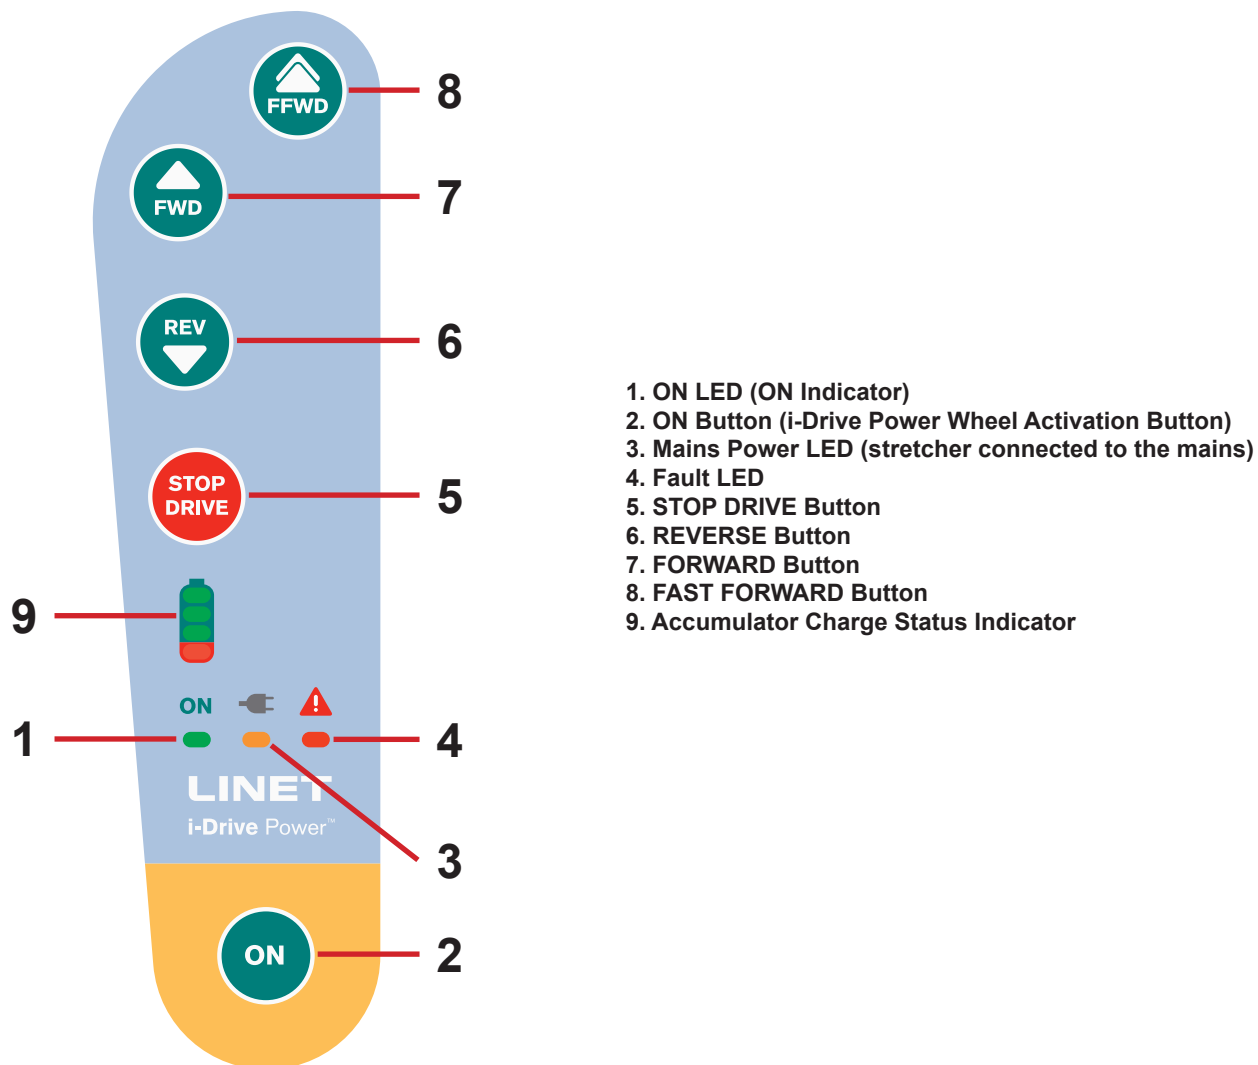 FFWD
8
FWD
7
REV
6
STOP
DRIVE
5
9
ON
1
4
LINET
i-Drive Power™
3
ON
2
1. ON LED (ON Indicator)
2. ON Button (i-Drive Power Wheel Activation Button)
3. Mains Power LED (stretcher connected to the mains)
4. Fault LED
5. STOP DRIVE Button
6. REVERSE Button
7. FORWARD Button
8. FAST FORWARD Button
9. Accumulator Charge Status Indicator